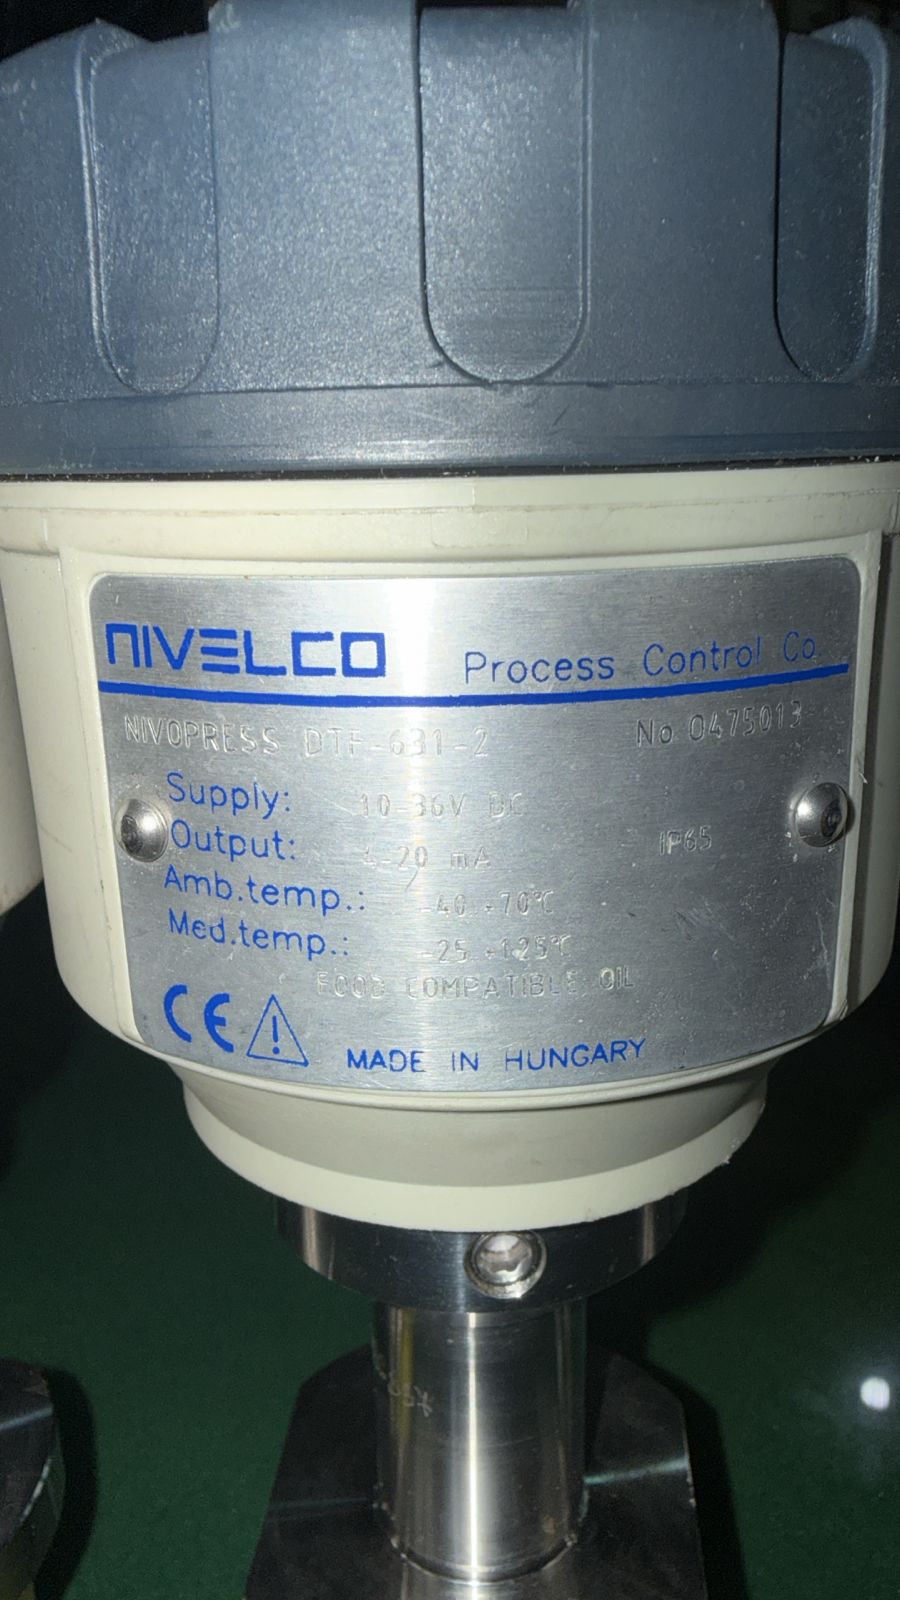 NIVELCO Process Control Co
NIVOPRESS DTF-631-2 No 0475013
Supply: 10-36V DC
Output: 4-20 mA IP65
Amb.temp.: -40..+70°C
Med.temp.: -25..+125°C
FOOD COMPATIBLE OIL
CE
MADE IN HUNGARY